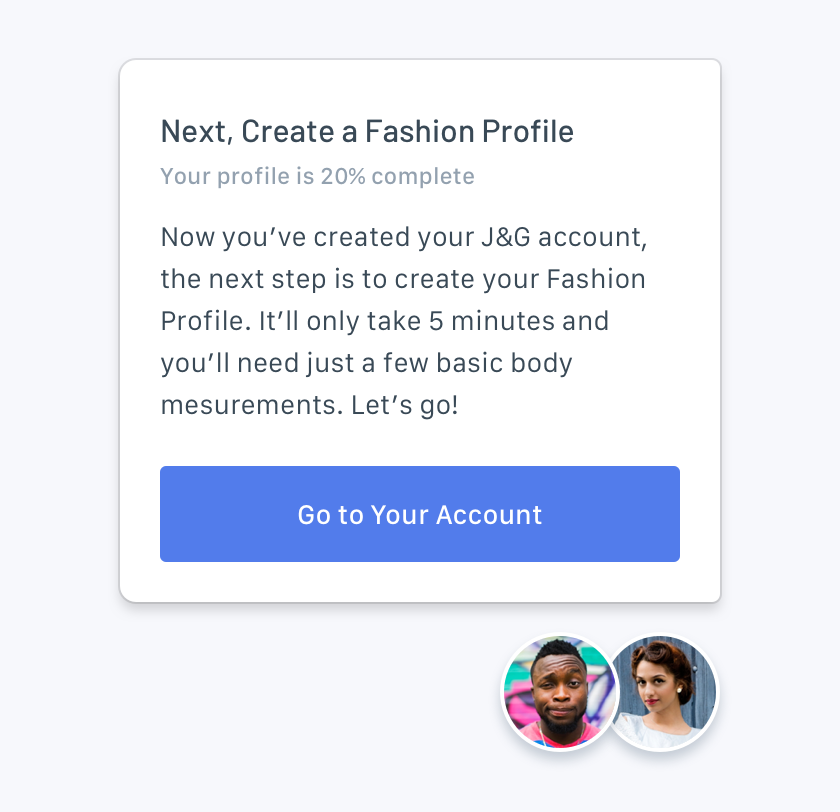 Next, Create a Fashion Profile
Your profile is 20% complete
Now you’ve created your J&G account,
the next step is to create your Fashion
Profile. It’ll only take 5 minutes and
you’ll need just a few basic body
mesurements. Let’s go!
Go to Your Account